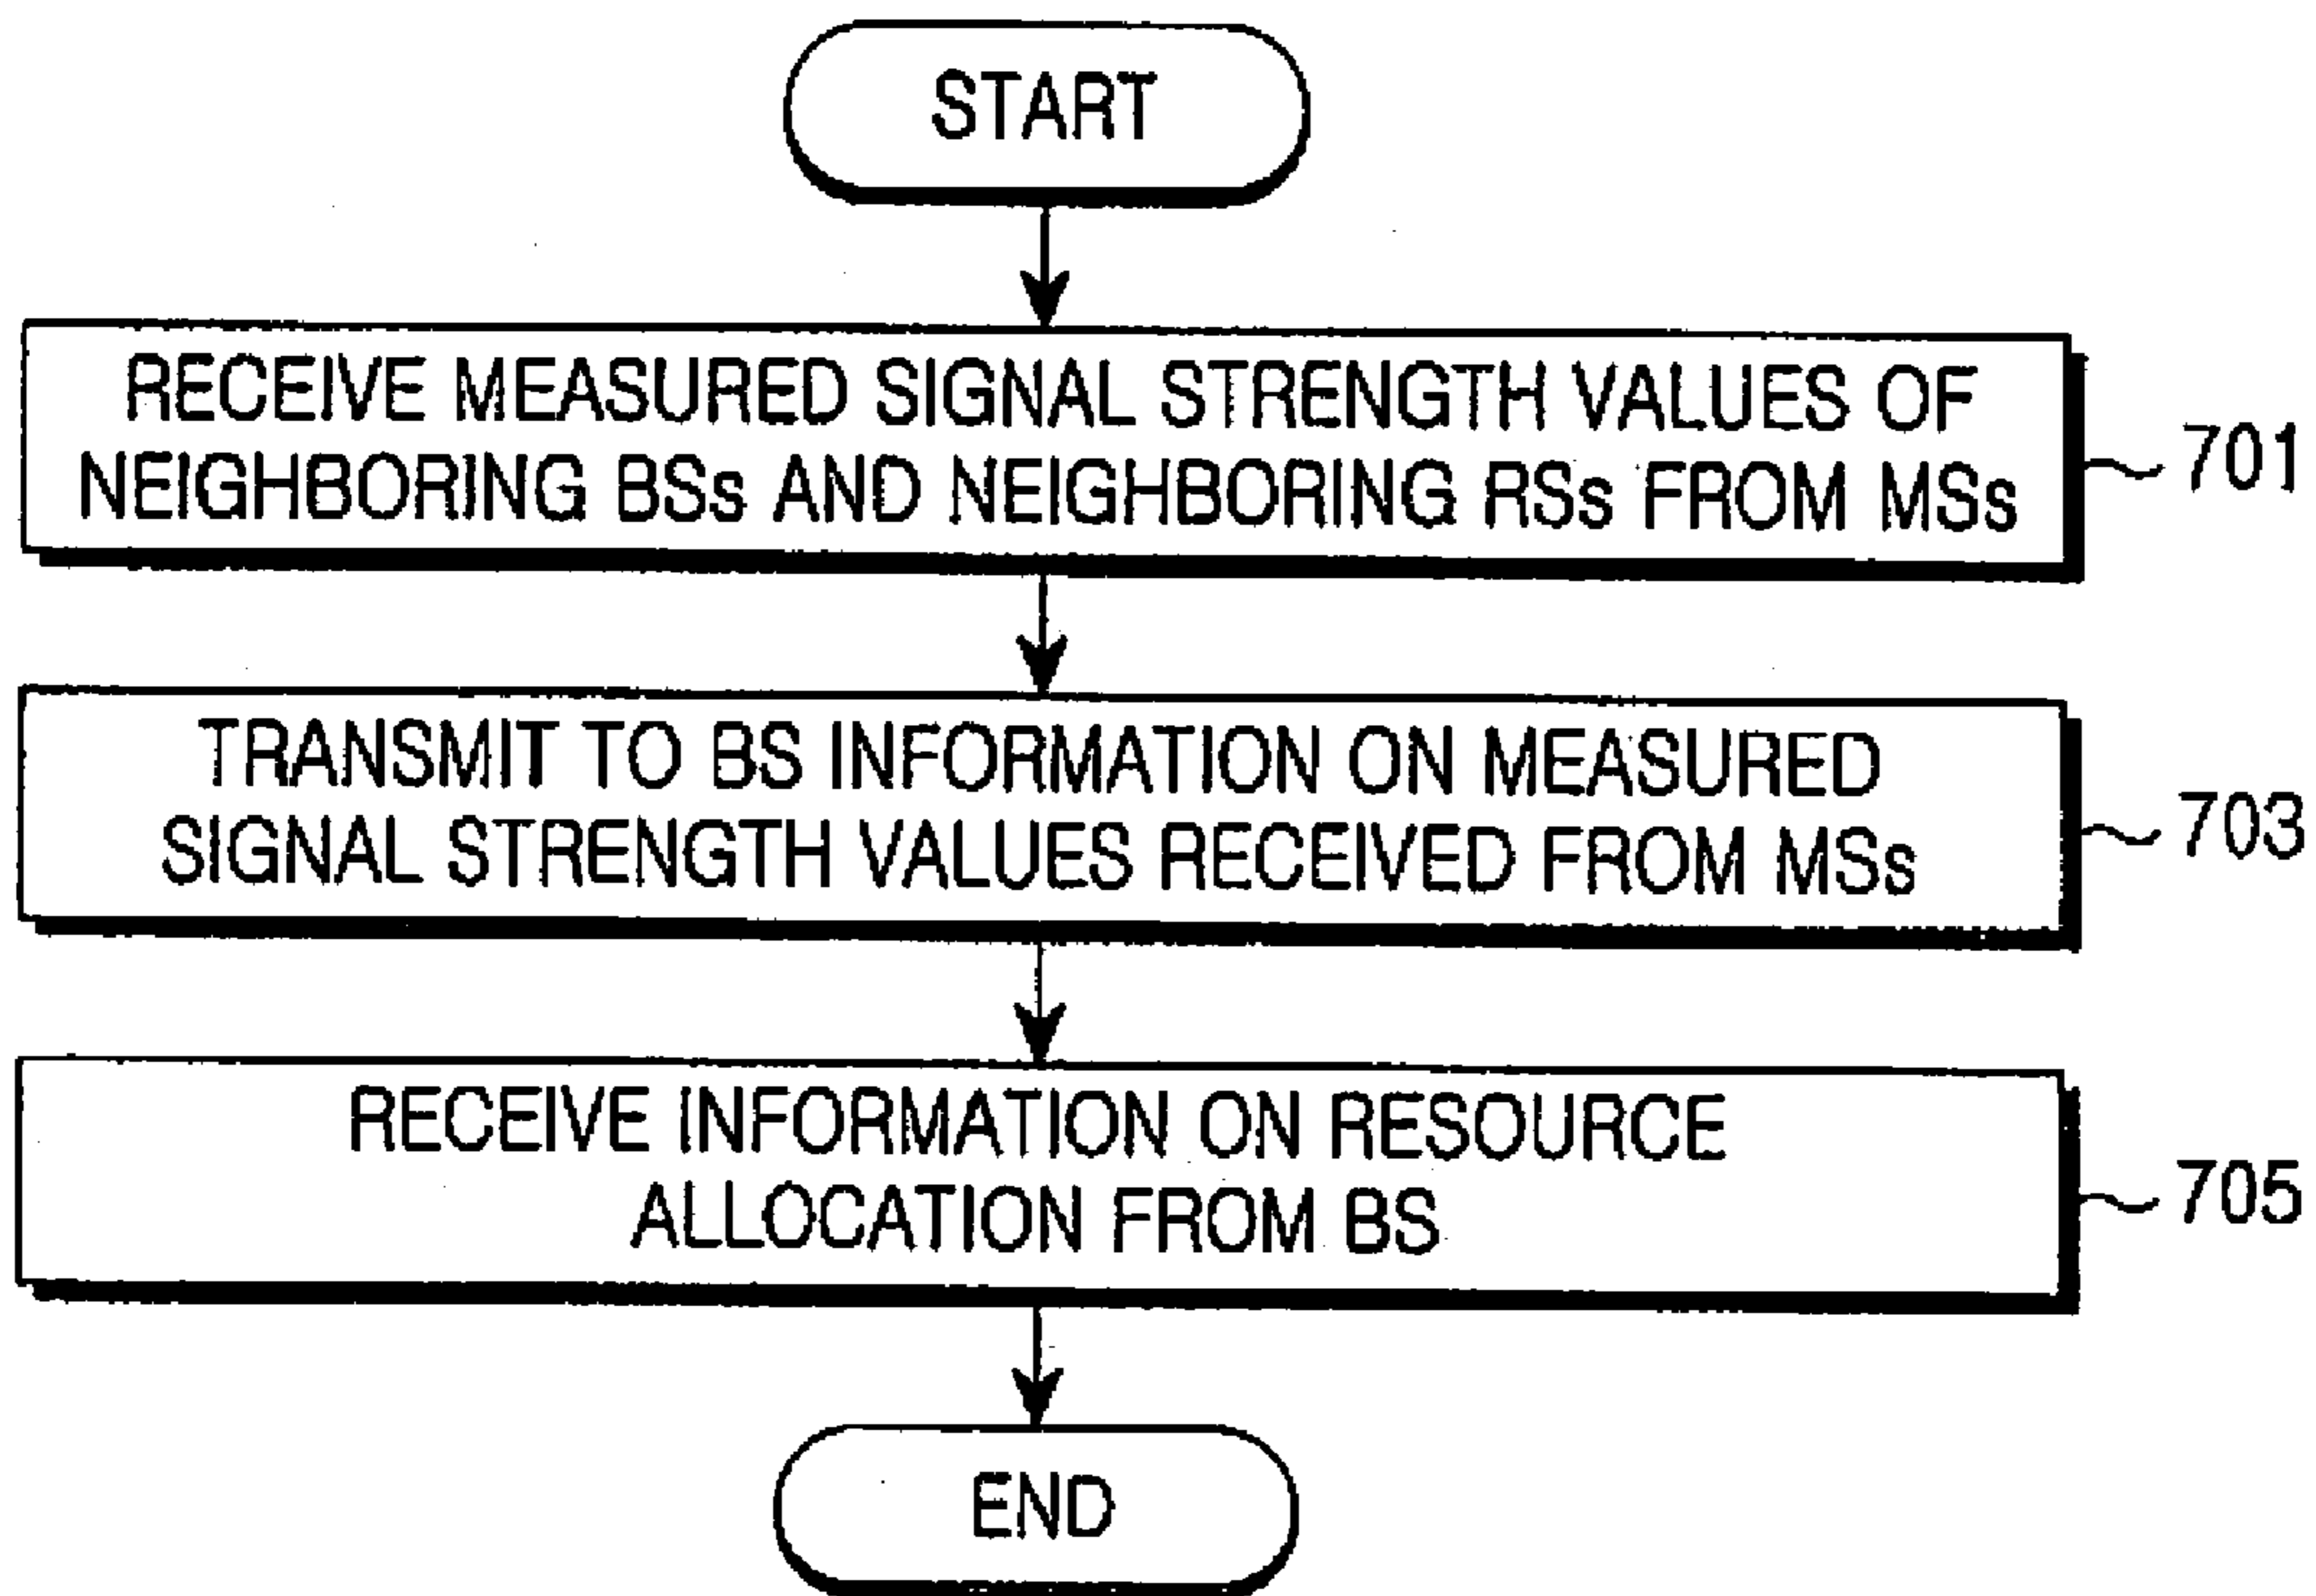 START
RECEIVE MEASURED SIGNAL STRENGTH VALUES OF
NEIGHBORING BSs AND NEIGHBORING RSs FROM MSs
701
TRANSMIT TO BS INFORMATION ON MEASURED
SIGNAL STRENGTH VALUES RECEIVED FROM MSs
703
RECEIVE INFORMATION ON RESOURCE
ALLOCATION FROM BS
705
END